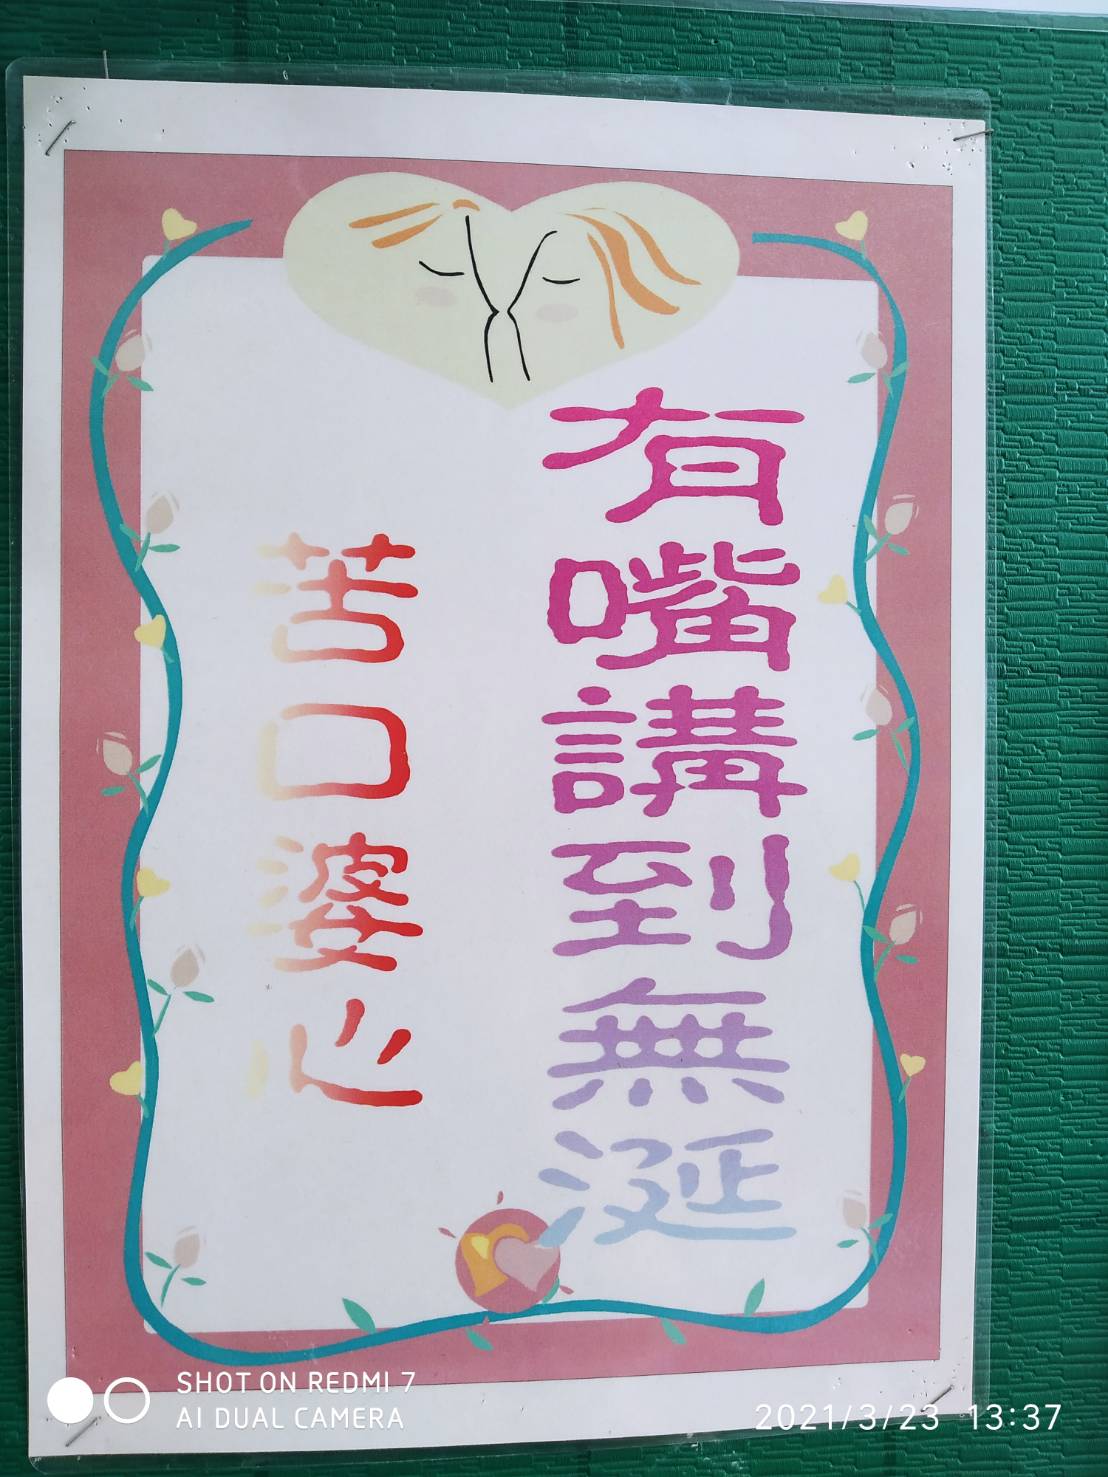 有嘴講到無涎
苦口婆心
SHOT ON REDMI 7
AI DUAL CAMERA
2021/3/23 13:37